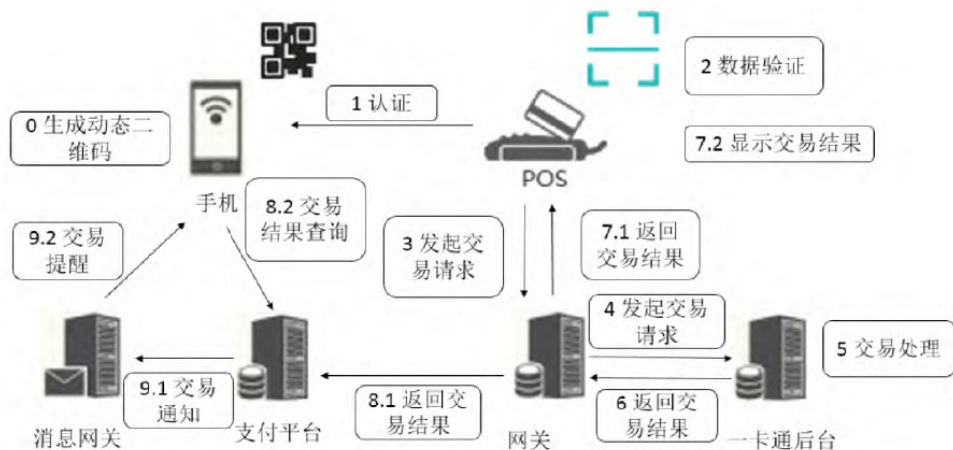 2 数据验证
1 认证
0 生成动态二
维码
7.2 显示交易结果
POS
手机
8.2 交易
结果查询
9.2 交易
提醒
3 发起交
易请求
7.1 返回
交易结果
4 发起交易
请求
5 交易处理
9.1 交易
通知
8.1 返回交
易结果
6 返回交
易结果
消息网关
支付平台
网关
一卡通后台